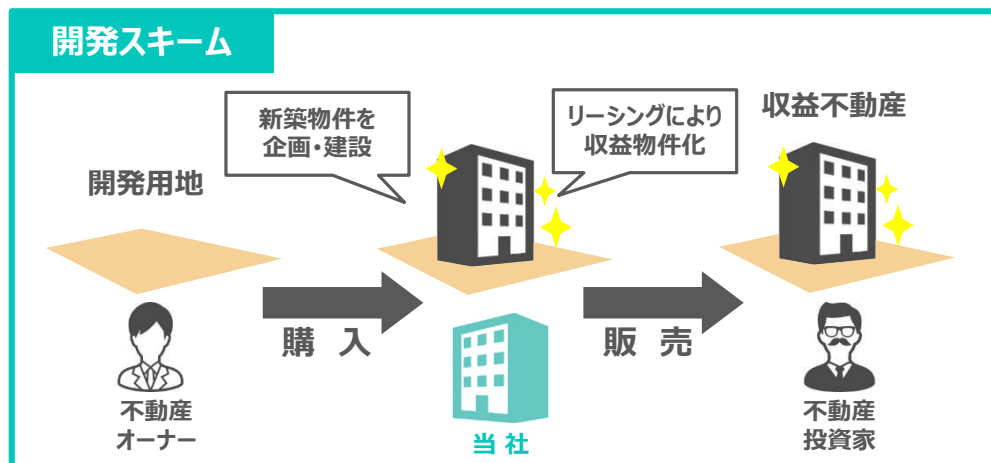 開発スキーム
新築物件を
企画・建設
リーシングにより
収益物件化
収益不動産
開発用地
購 入
販 売
不動産
オーナー
当 社
不動産
投資家